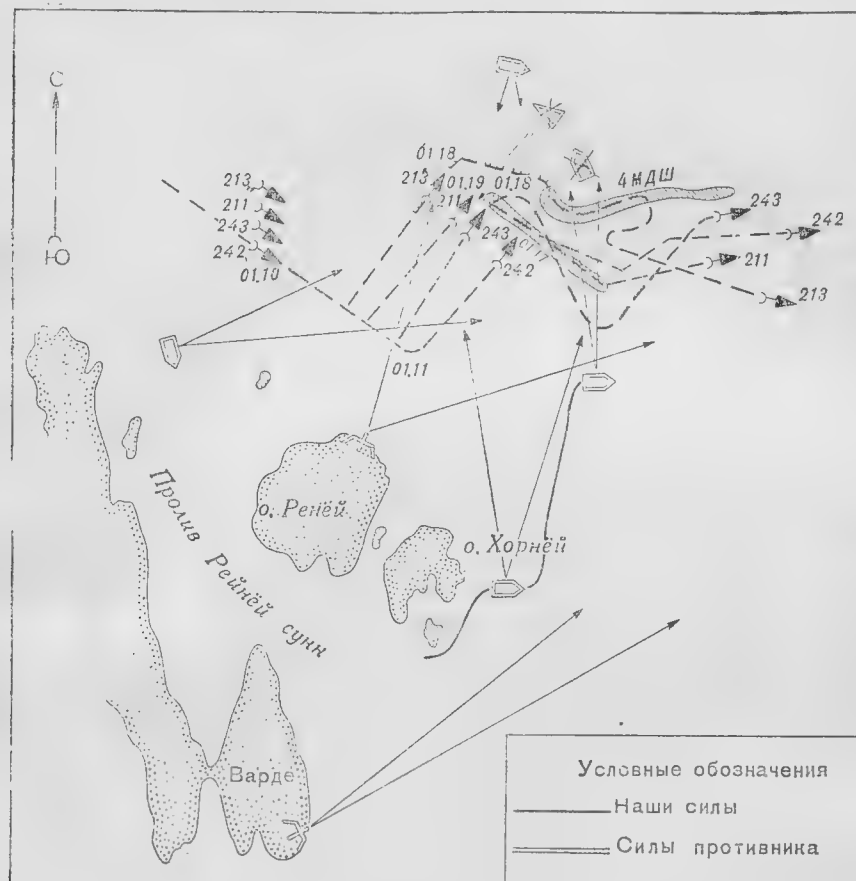 С
Ю
213
211
243
242
01.10
01.18
213
01.19
01.18
211
243
242
4 МДШ
243
242
211
213
01.11
Пролив Рейнёй сунн
о. Ренёй
о. Хорнёй
Варде
Условные обозначения
Наши силы
Силы противника